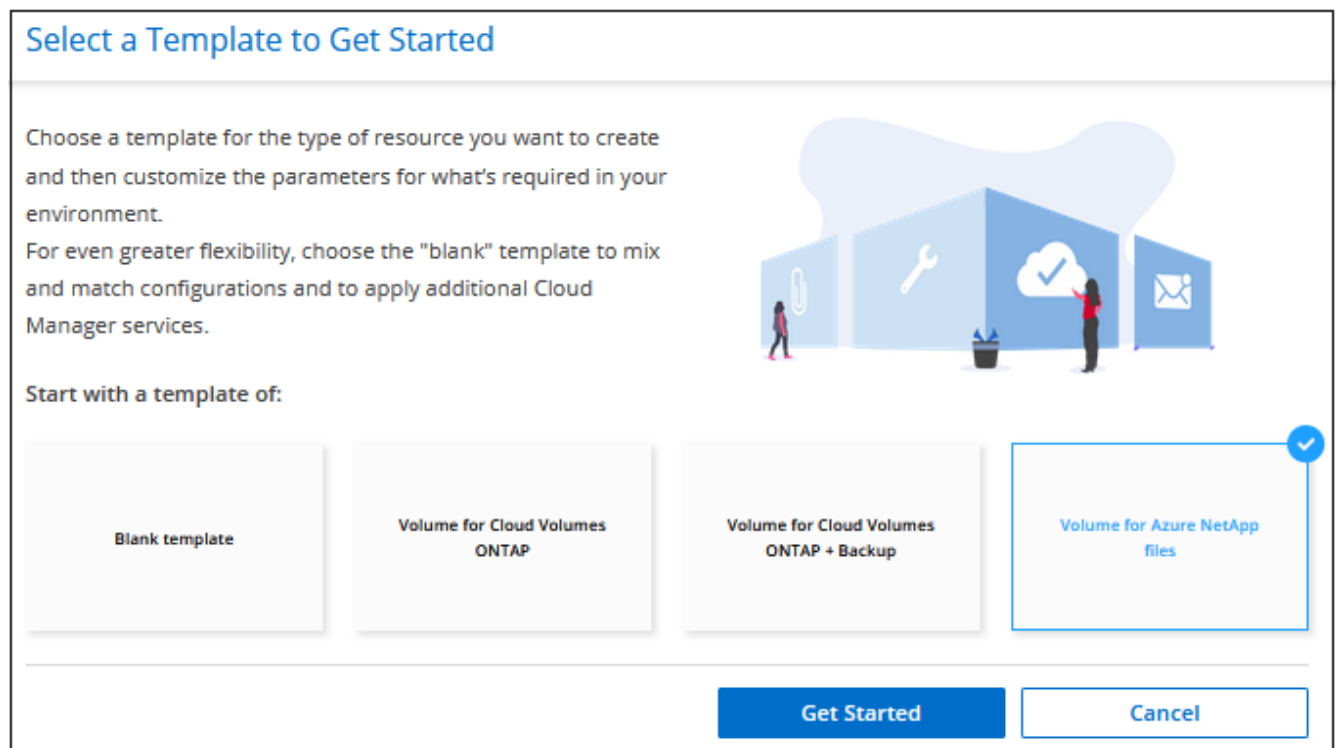 Select a Template to Get Started
Choose a template for the type of resource you want to create
and then customize the parameters for what's required in your
environment.
For even greater flexibility, choose the "blank" template to mix
and match configurations and to apply additional Cloud
Manager services.
Start with a template of:
Blank template
Volume for Cloud Volumes
ONTAP
Volume for Cloud Volumes
ONTAP + Backup
Volume for Azure NetApp
files
Get Started
Cancel